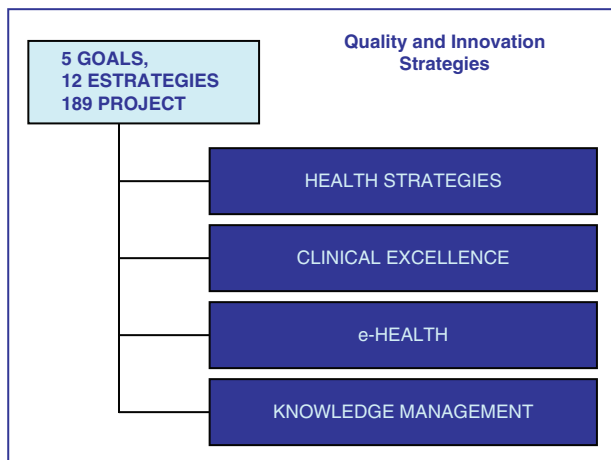 5 GOALS,
12 ESTRATEGIES
189 PROJECT
Quality and Innovation
Strategies
HEALTH STRATEGIES
CLINICAL EXCELLENCE
e-HEALTH
KNOWLEDGE MANAGEMENT